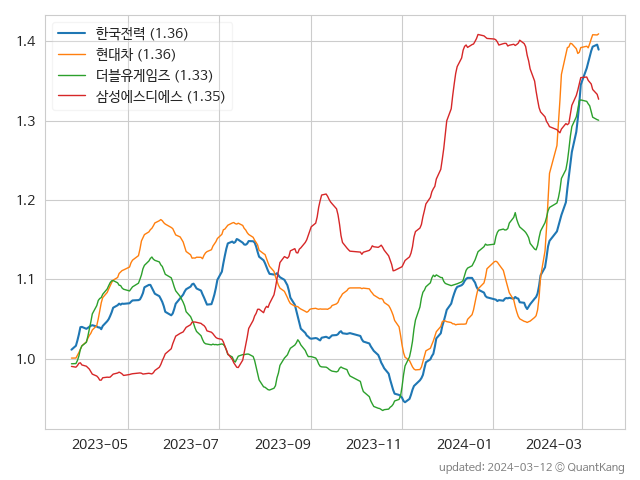 한국전력 (1.36)
현대차 (1.36)
더블유게임즈 (1.33)
삼성에스디에스 (1.35)
1.4
1.3
1.2
1.1
1.0
2023-05 2023-07 2023-09 2023-11 2024-01 2024-03
updated: 2024-03-12 © QuantKang